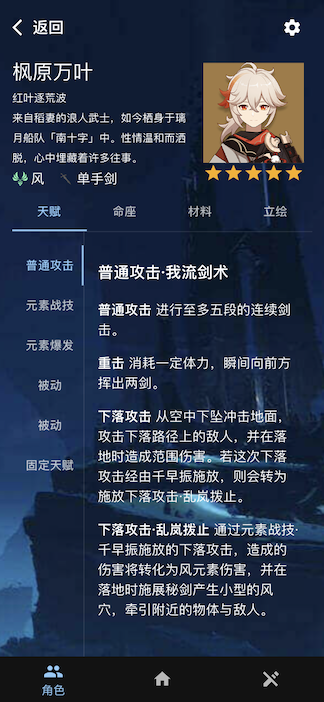 返回
枫原万叶
红叶逐荒波
来自稻妻的浪人武士，如今栖身于璃
月船队「南十字」中。性情温和而洒
脱，心中埋藏着许多往事。
风 单手剑
天赋 命座 材料 立绘
普通攻击
元素战技
元素爆发
被动
被动
固定天赋
普通攻击·我流剑术
普通攻击 进行至多五段的连续剑
击。
重击 消耗一定体力，瞬间向前方
挥出两剑。
下落攻击 从空中下坠冲击地面，
攻击下落路径上的敌人，并在落
地时造成范围伤害。若这次下落
攻击经由千早振施放，则会转为
施放下落攻击·乱岚拨止。
下落攻击·乱岚拨止 通过元素战技·
千早振施放的下落攻击，造成的
伤害将转化为风元素伤害，并在
落地时施展秘剑产生小型的风
穴，牵引附近的物体与敌人。
角色